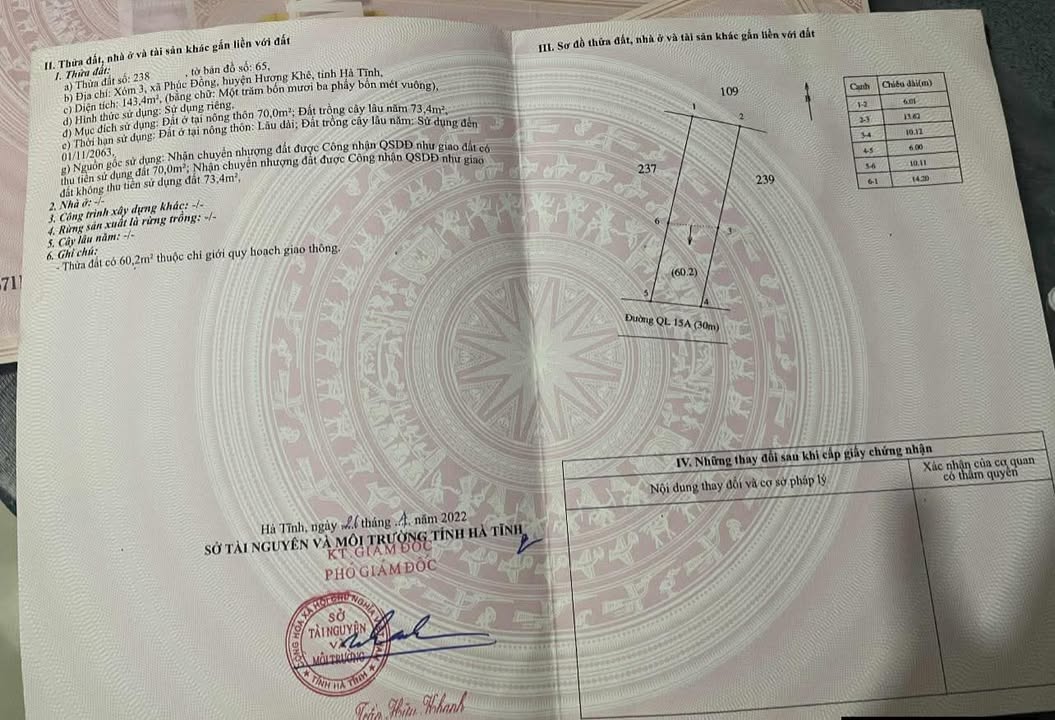 II. Thửa đất, nhà ở và tài sản khác gắn liền với đất
1. Thửa đất:
a) Thửa đất số: 238 , tờ bản đồ số: 65,
b) Địa chỉ: Xóm 3, xã Phúc Đồng, huyện Hương Khê, tỉnh Hà Tĩnh,
c) Diện tích: 143,4m², (bằng chữ: Một trăm bốn mươi ba phẩy bốn mét vuông),
d) Hình thức sử dụng: Sử dụng riêng,
đ) Mục đích sử dụng: Đất ở tại nông thôn 70,0m²; Đất trồng cây lâu năm 73,4m²,
e) Thời hạn sử dụng: Đất ở tại nông thôn: Lâu dài; Đất trồng cây lâu năm: Sử dụng đến
01/11/2063,
g) Nguồn gốc sử dụng: Nhận chuyển nhượng đất được Công nhận QSDĐ như giao đất có
thu tiền sử dụng đất 70,0m²; Nhận chuyển nhượng đất được Công nhận QSDĐ như giao
đất không thu tiền sử dụng đất 73,4m²,
2. Nhà ở: -/-
3. Công trình xây dựng khác: -/-
4. Rừng sản xuất là rừng trồng: -/-
5. Cây lâu năm: -/-
6. Ghi chú:
- Thửa đất có 60,2m² thuộc chỉ giới quy hoạch giao thông.
671
Hà Tĩnh, ngày 26 tháng .4. năm 2022
SỞ TÀI NGUYÊN VÀ MÔI TRƯỜNG TỈNH HÀ TĨNH
KT. GIÁM ĐỐC
PHÓ GIÁM ĐỐC
CỘNG HÒA XÃ HỘI CHỦ NGHĨA
SỞ
TÀI NGUYÊN
VÀ
MÔI TRƯỜNG
★ TỈNH HÀ TĨNH ★
Trần Hữu Khanh
III. Sơ đồ thửa đất, nhà ở và tài sản khác gắn liền với đất
109
1
2
237
239
6
3
(60.2)
5
4
Đường QL 15A (30m)
Cạnh Chiều dài(m)
1-2 6.01
2-3 13.62
3-4 10.12
4-5 6.00
5-6 10.11
6-1 14.20
IV. Những thay đổi sau khi cấp giấy chứng nhận
Nội dung thay đổi và cơ sở pháp lý
Xác nhận của cơ quan
có thẩm quyền